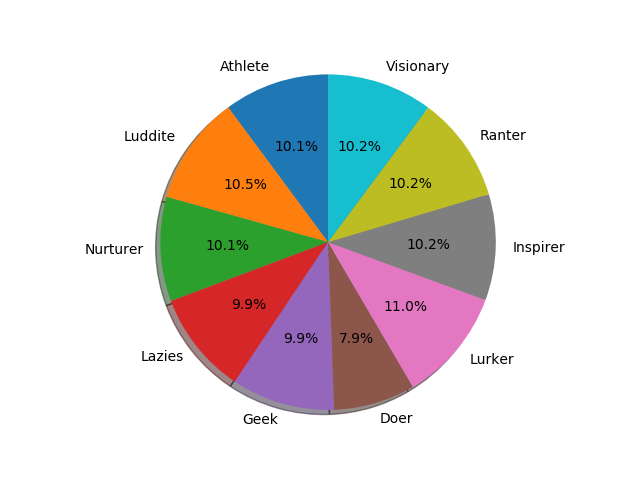 Athlete
Visionary
Luddite
Ranter
10.1%
10.2%
10.5%
10.2%
Nurturer
10.1%
10.2%
Inspirer
9.9%
11.0%
9.9%
7.9%
Lazies
Lurker
Geek
Doer